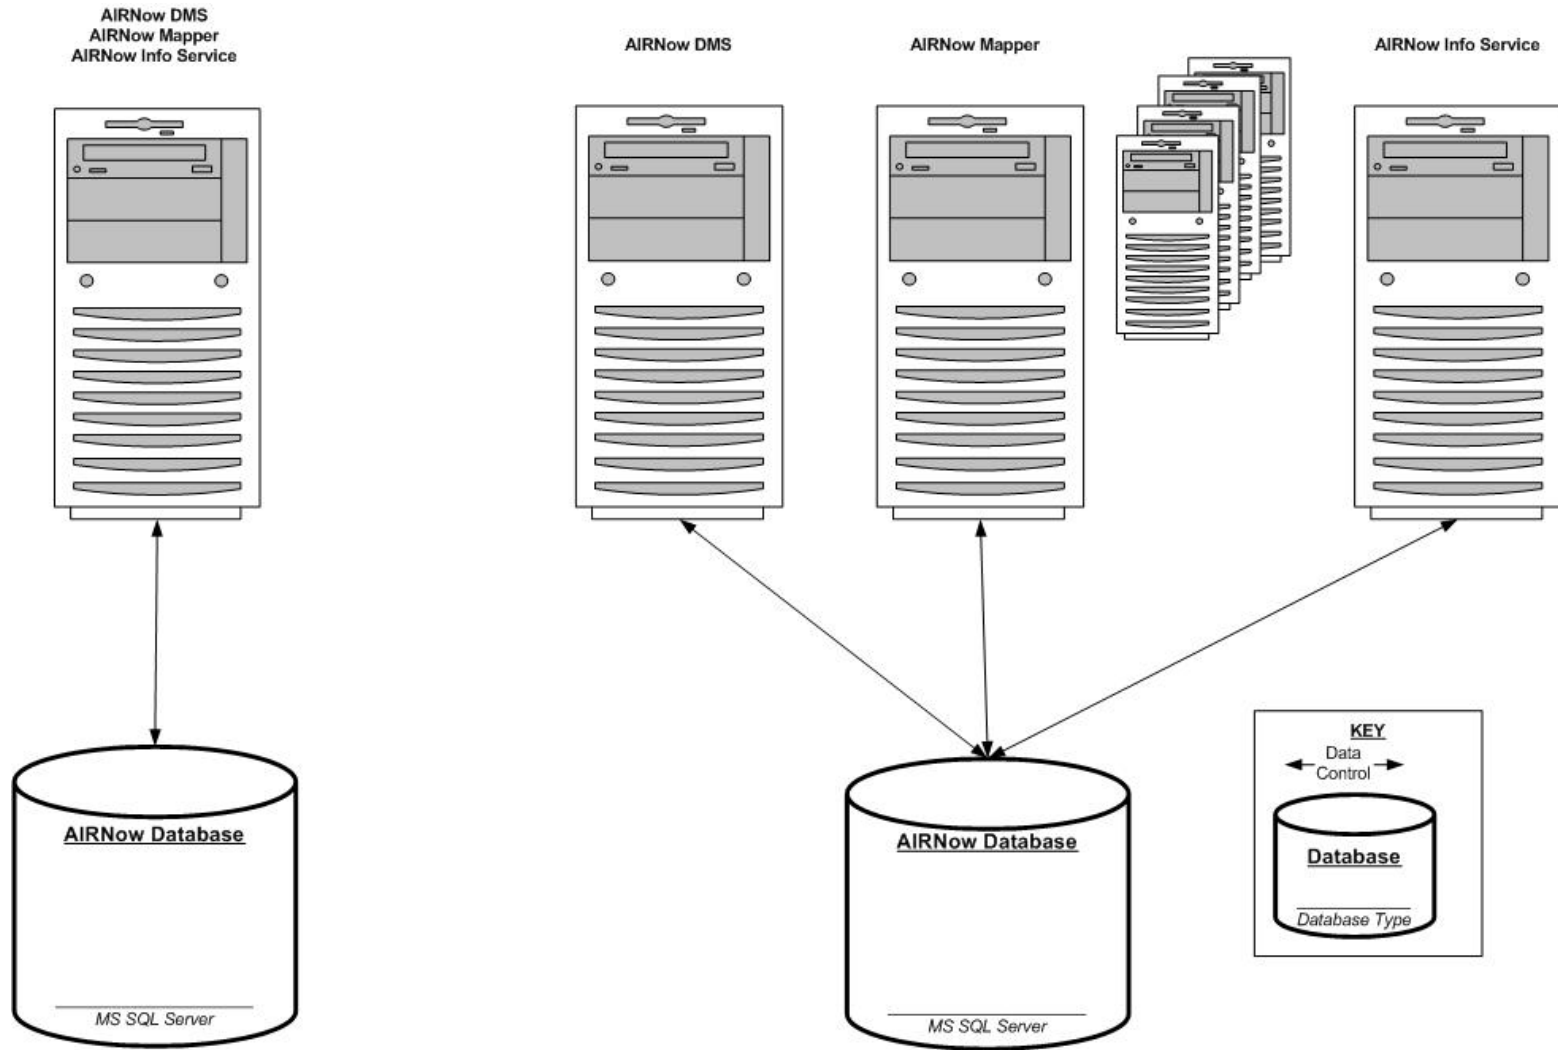 AIRNow DMS
AIRNow Mapper
AIRNow Info Service
AIRNow DMS
AIRNow Mapper
AIRNow Info Service
AIRNow Database
MS SQL Server
AIRNow Database
MS SQL Server
KEY
Data
Control
Database
Database Type